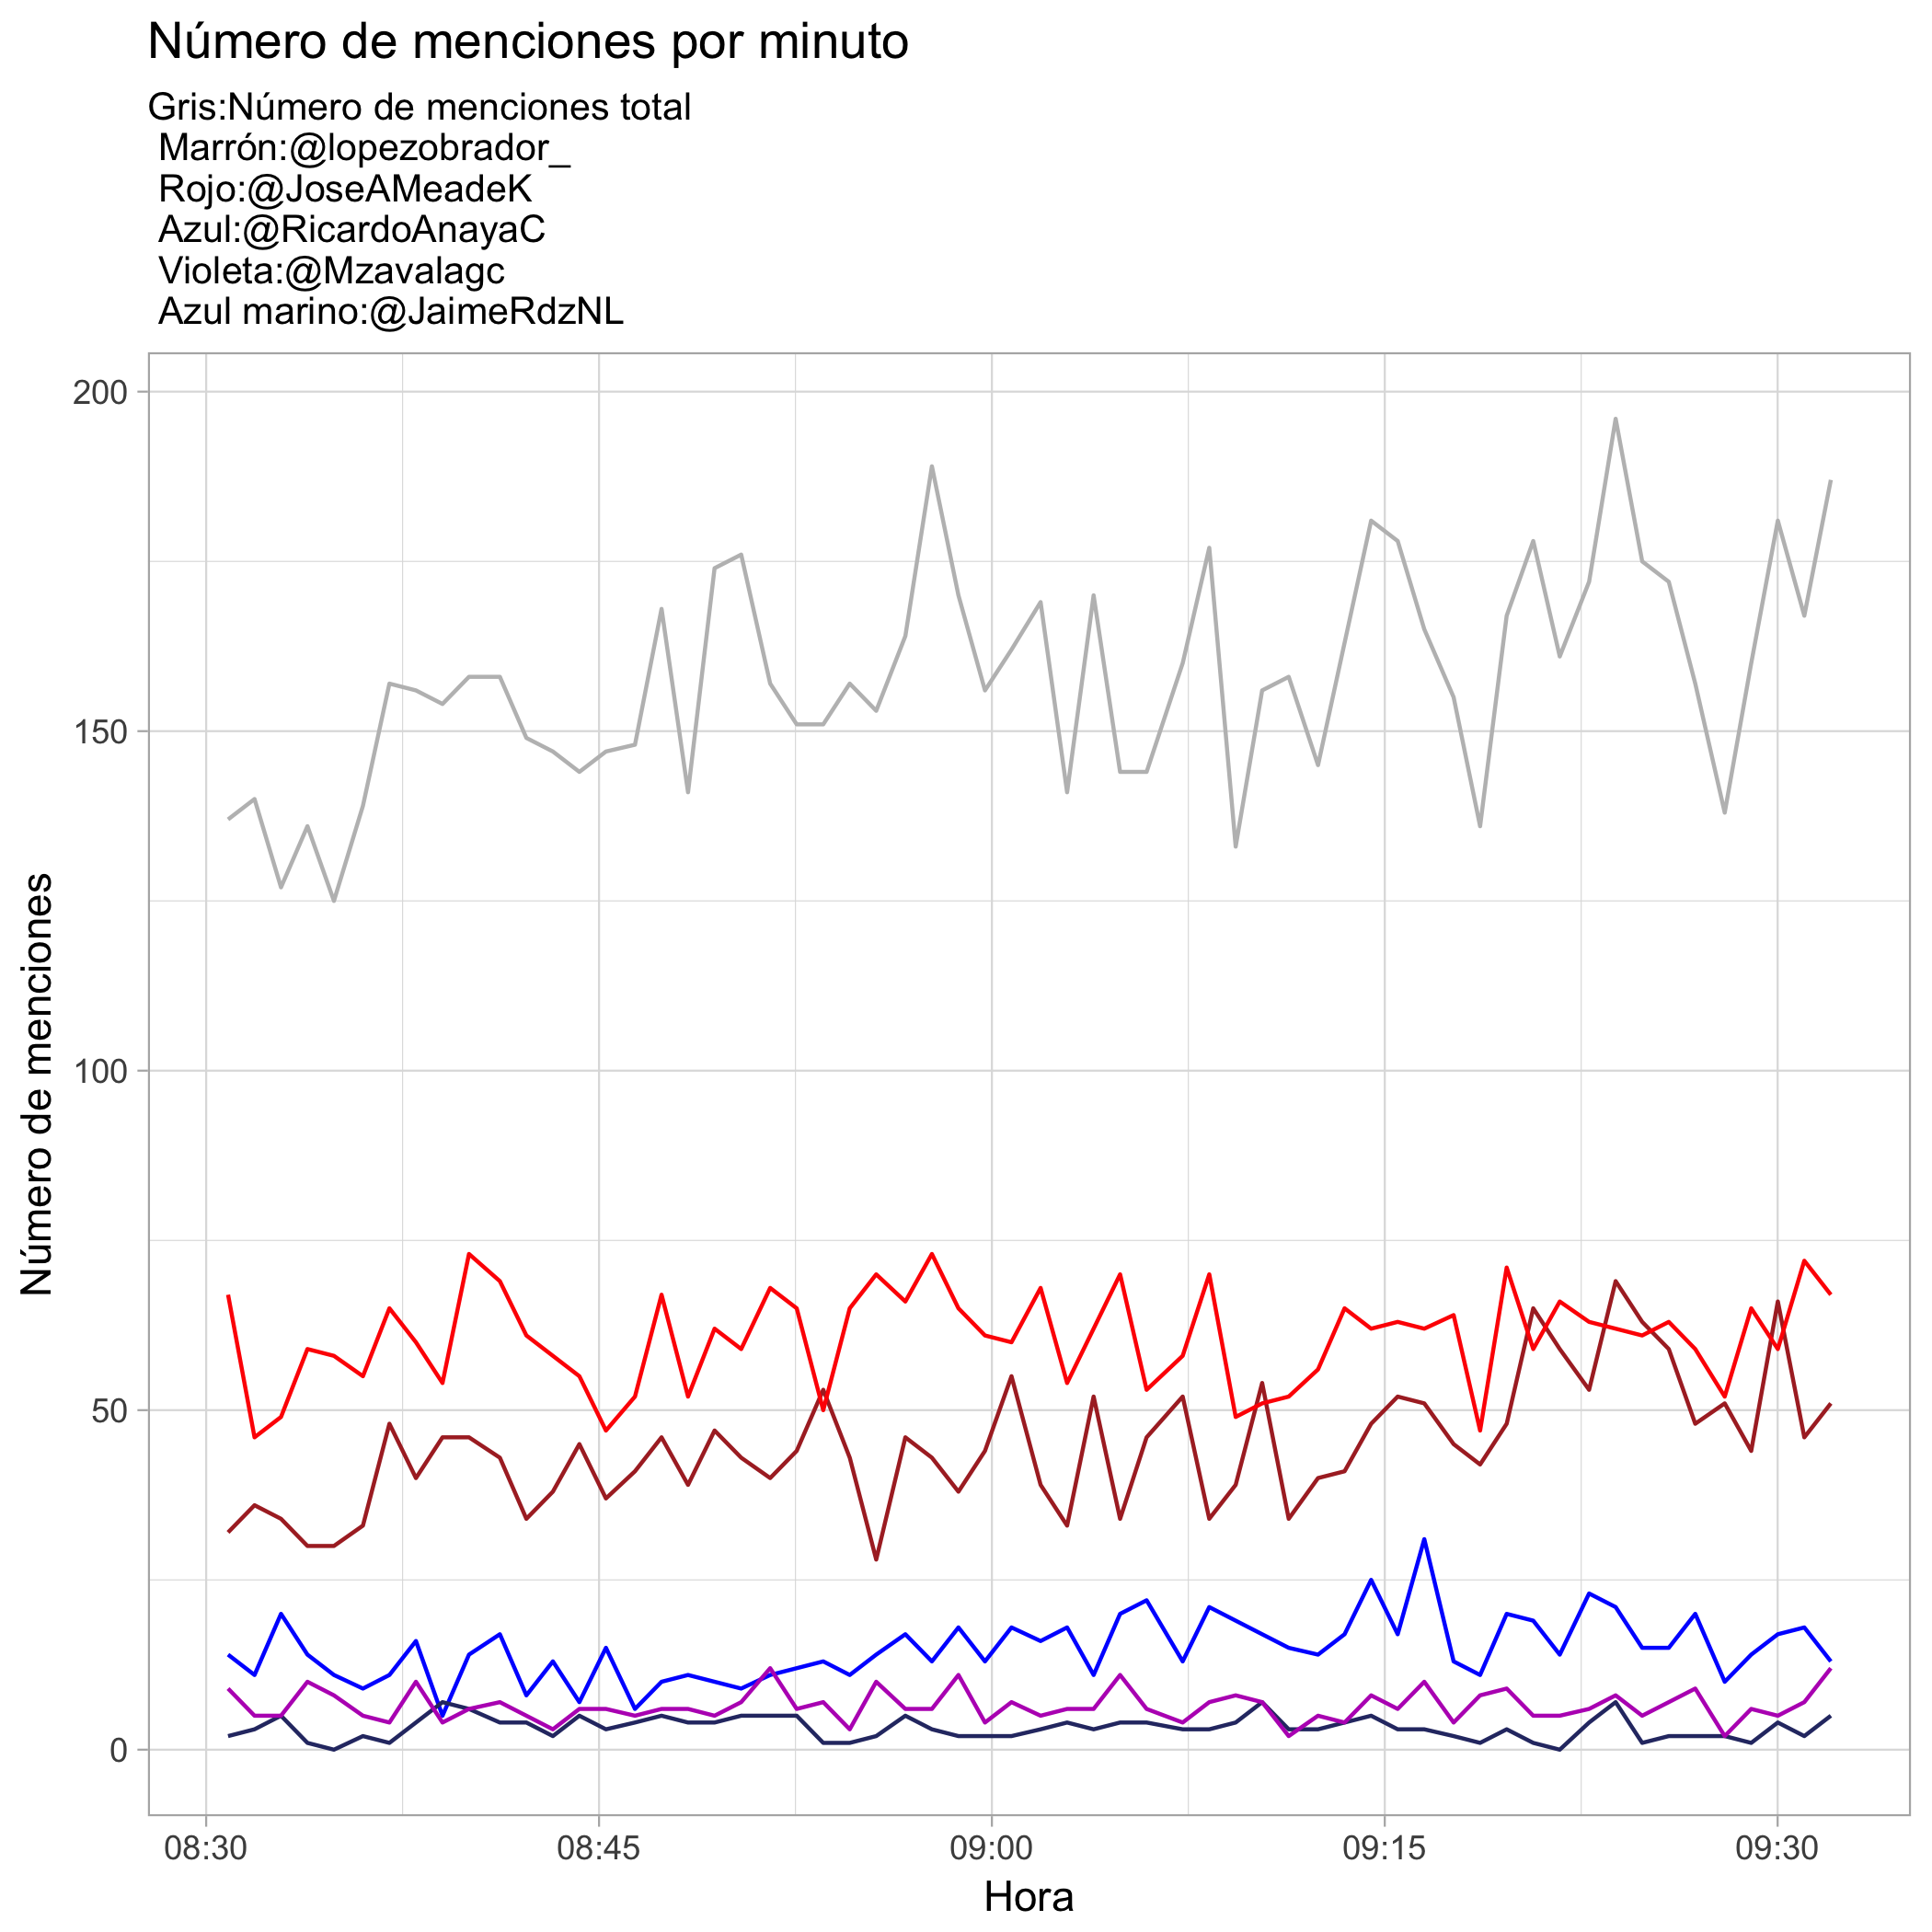 Número de menciones por minuto
Gris:Número de menciones total
Marrón:@lopezobrador_
Rojo:@JoseAMeadeK
Azul:@RicardoAnayaC
Violeta:@Mzavalagc
Azul marino:@JaimeRdzNL
Número de menciones
200
150
100
50
0
08:30 08:45 09:00 09:15 09:30
Hora